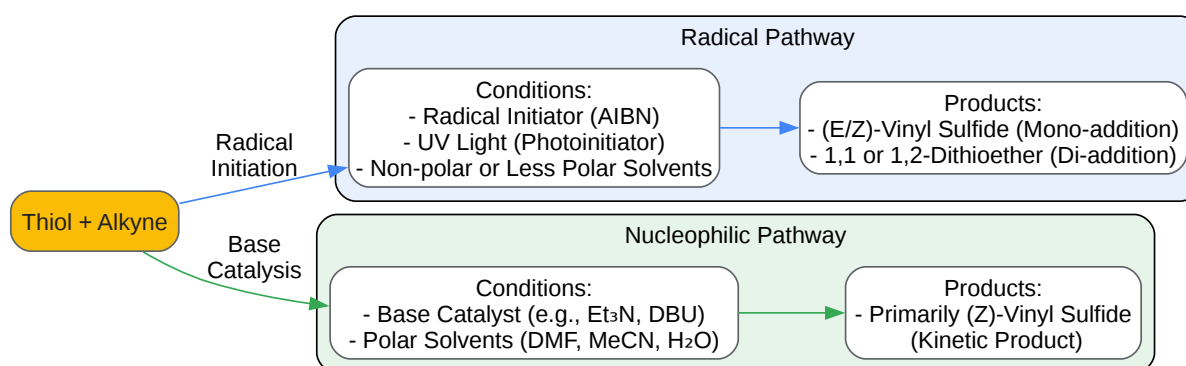 Radical Pathway
Conditions:
- Radical Initiator (AIBN)
- UV Light (Photoinitiator)
- Non-polar or Less Polar Solvents
Products:
- (E/Z)-Vinyl Sulfide (Mono-addition)
- 1,1 or 1,2-Dithioether (Di-addition)
Radical
Initiation
Thiol + Alkyne
Base
Catalysis
Nucleophilic Pathway
Conditions:
- Base Catalyst (e.g., Et₃N, DBU)
- Polar Solvents (DMF, MeCN, H₂O)
Products:
- Primarily (Z)-Vinyl Sulfide
(Kinetic Product)